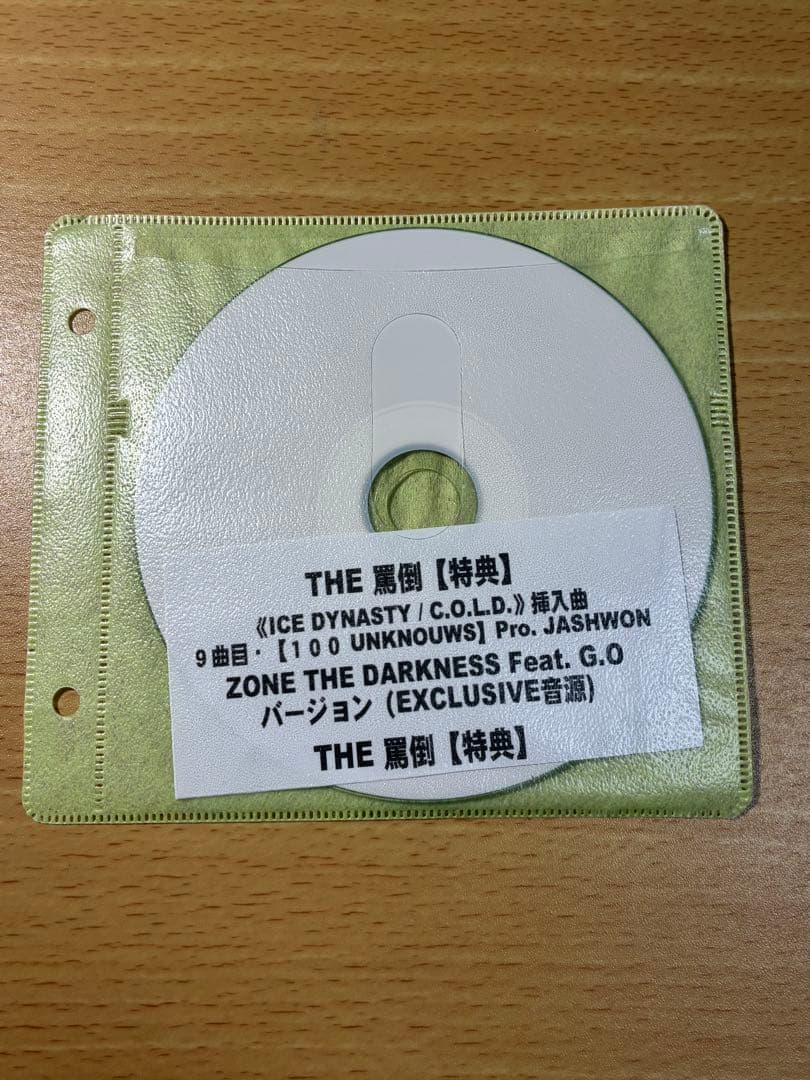 THE 罵倒【特典】
《ICE DYNASTY / C.O.L.D.》挿入曲
９曲目・【１００ UNKNOUWS】Pro. JASHWON
ZONE THE DARKNESS Feat. G.O
バージョン (EXCLUSIVE音源)
THE 罵倒【特典】